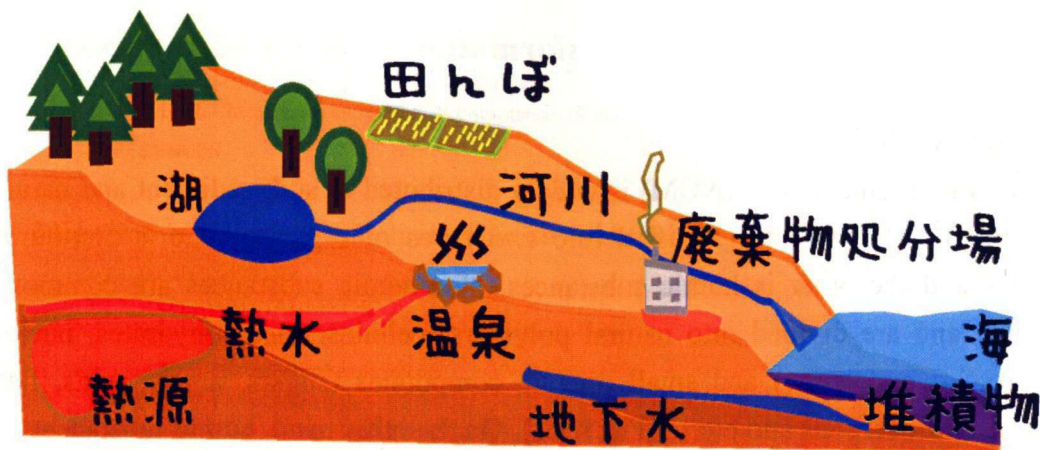 田んぼ
湖
河川
廃棄物処分場
熱水
温泉
海
熱源
地下水
堆積物